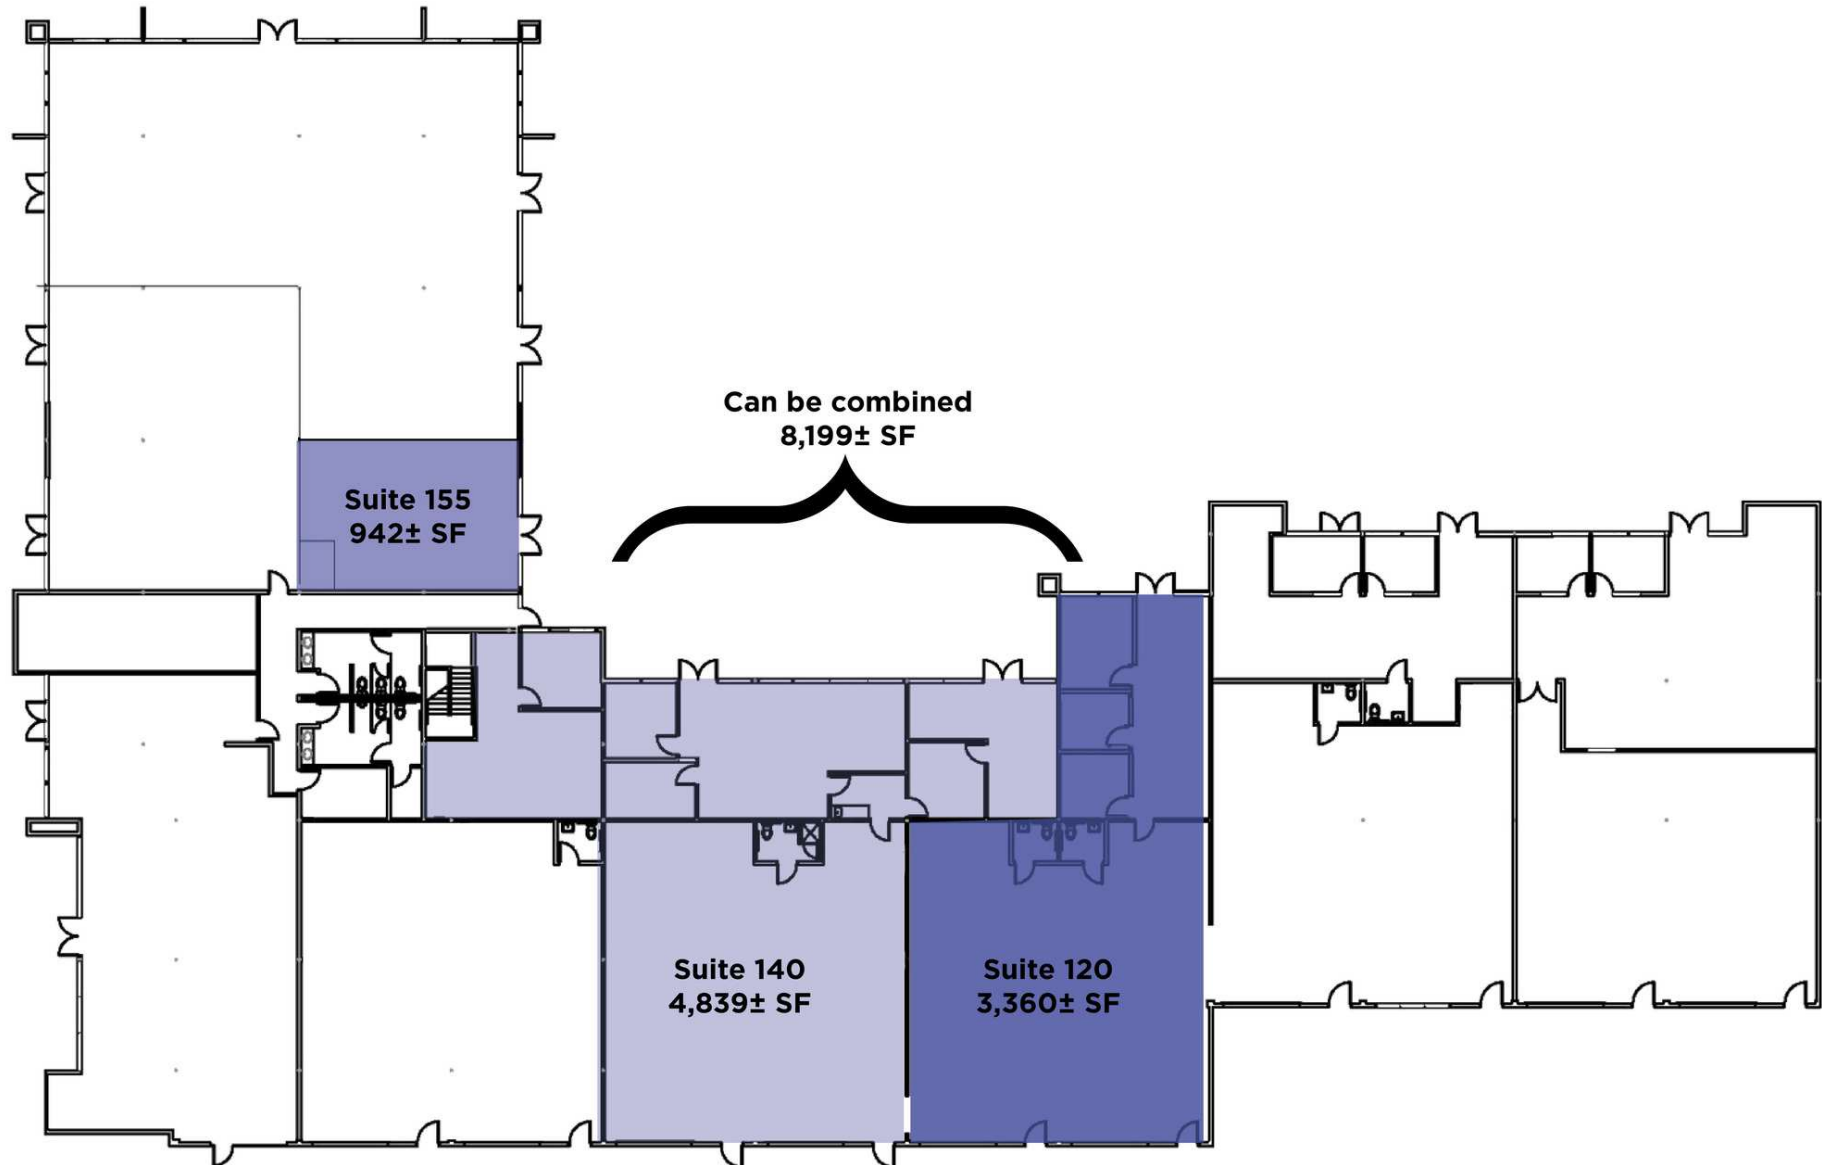 Can be combined
8,199± SF
Suite 155
942± SF
Suite 140
4,839± SF
Suite 120
3,360± SF